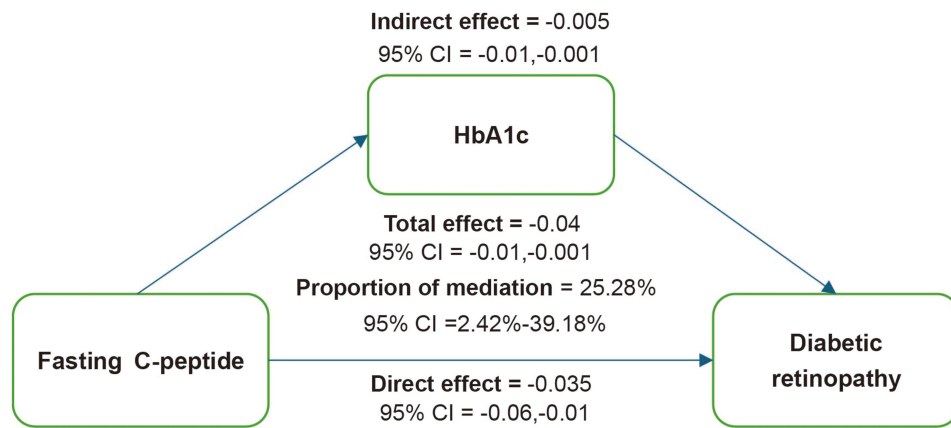 Indirect effect = -0.005
95% CI = -0.01,-0.001
HbA1c
Total effect = -0.04
95% CI = -0.01,-0.001
Proportion of mediation = 25.28%
95% CI =2.42%-39.18%
Fasting C-peptide
Diabetic
retinopathy
Direct effect = -0.035
95% CI = -0.06,-0.01